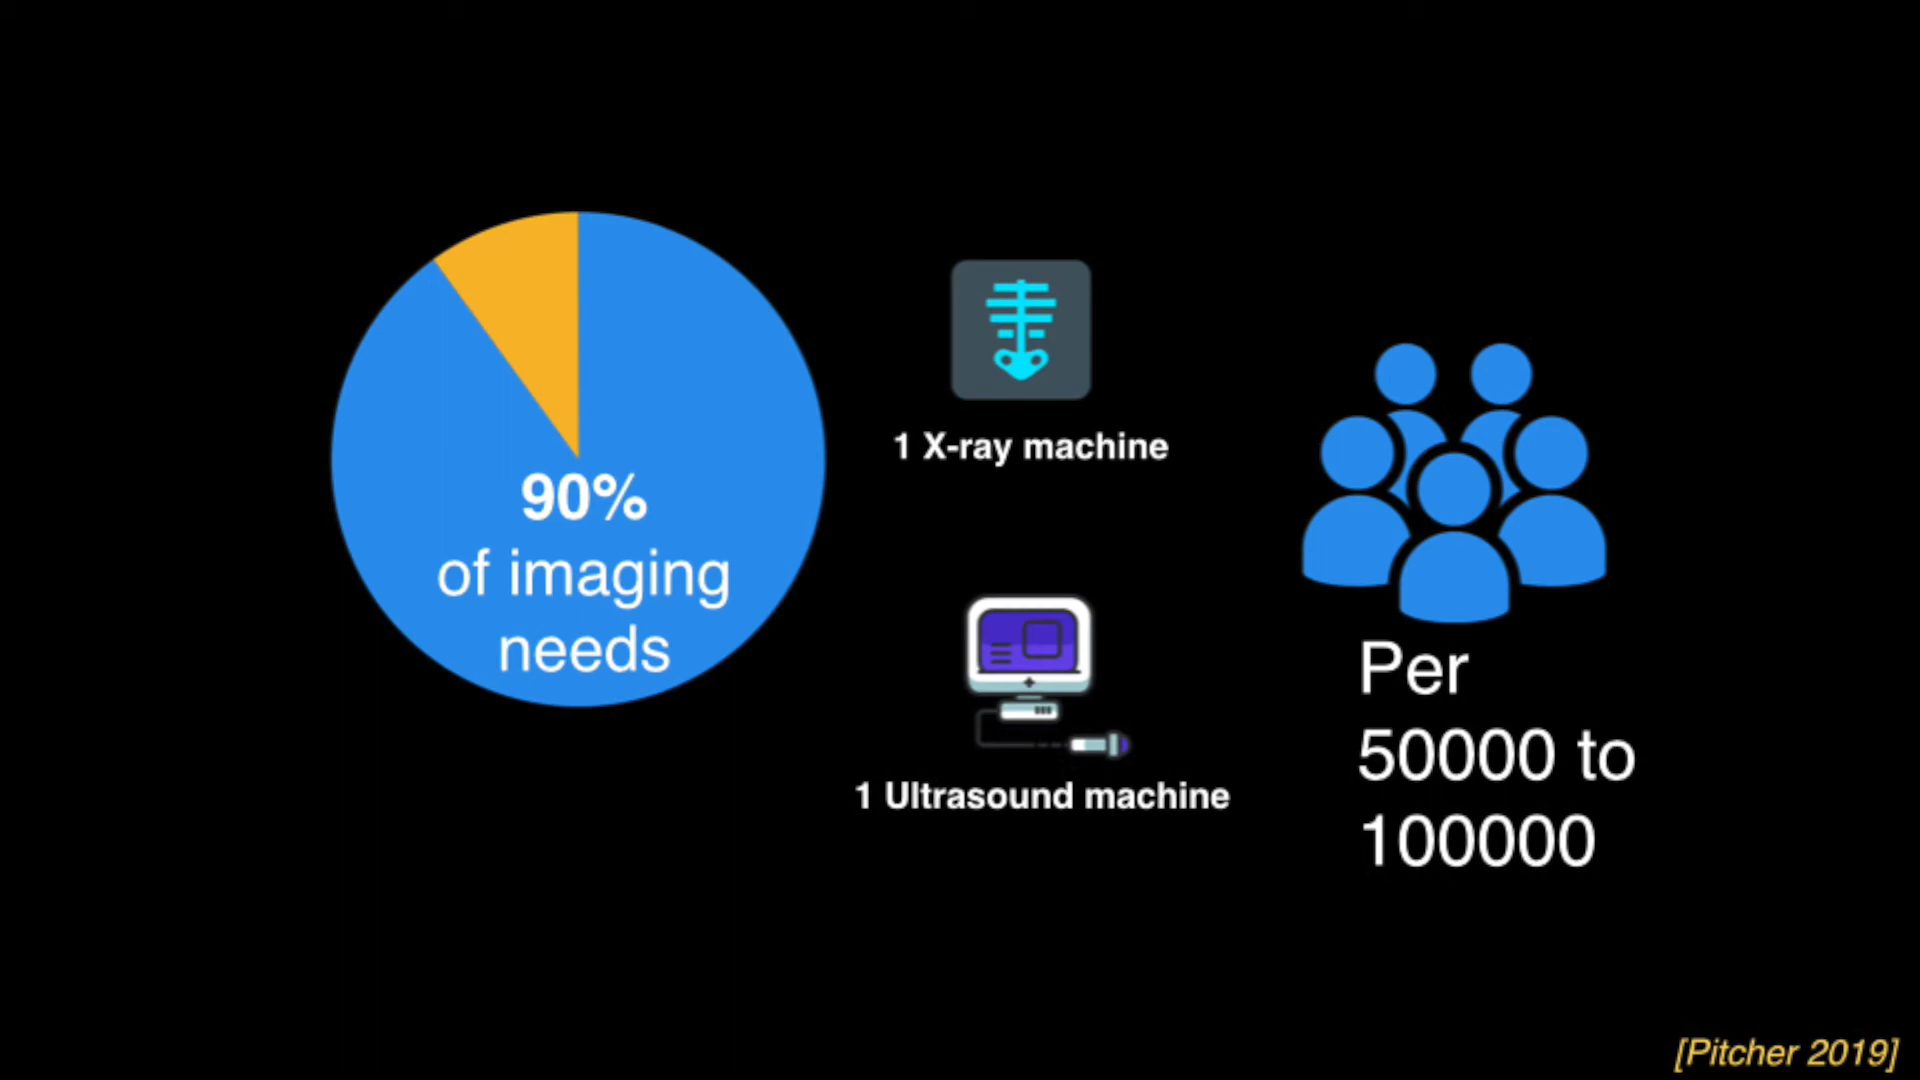 90%
of imaging
needs
1 X-ray machine
1 Ultrasound machine
Per
50000 to
100000
[Pitcher 2019]